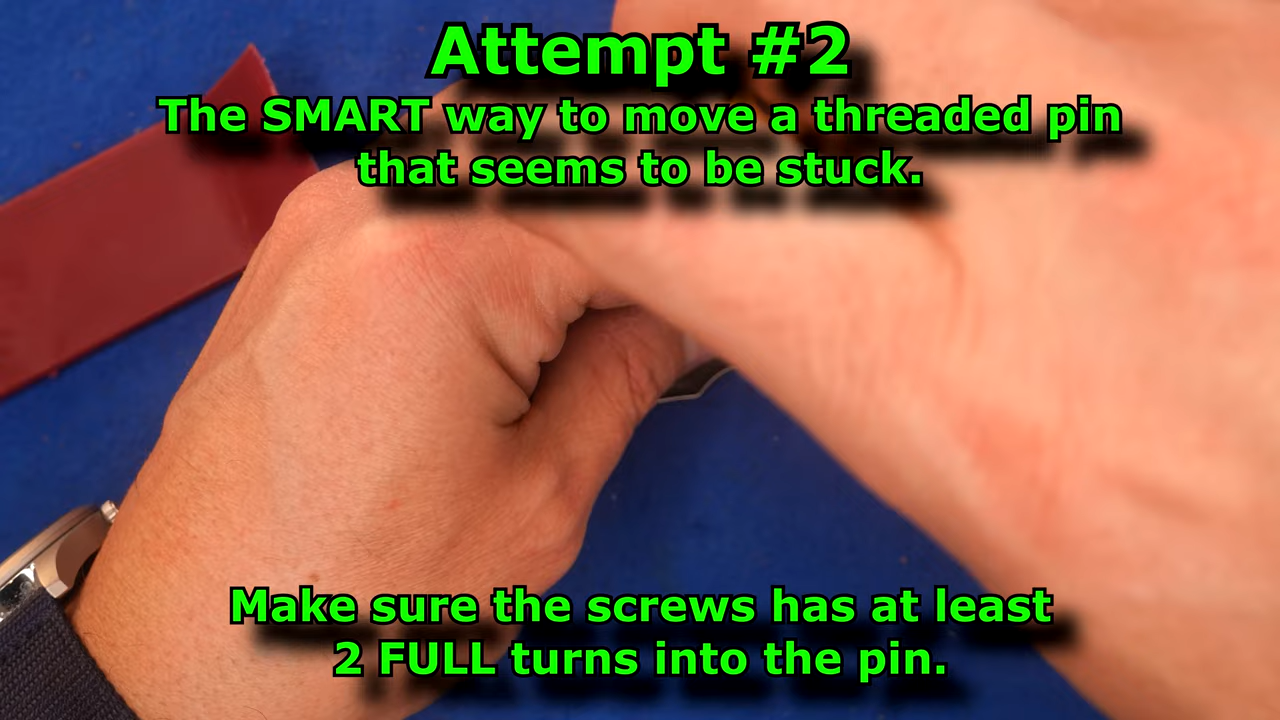 Attempt #2
The SMART way to move a threaded pin
that seems to be stuck.
Make sure the screws has at least
2 FULL turns into the pin.